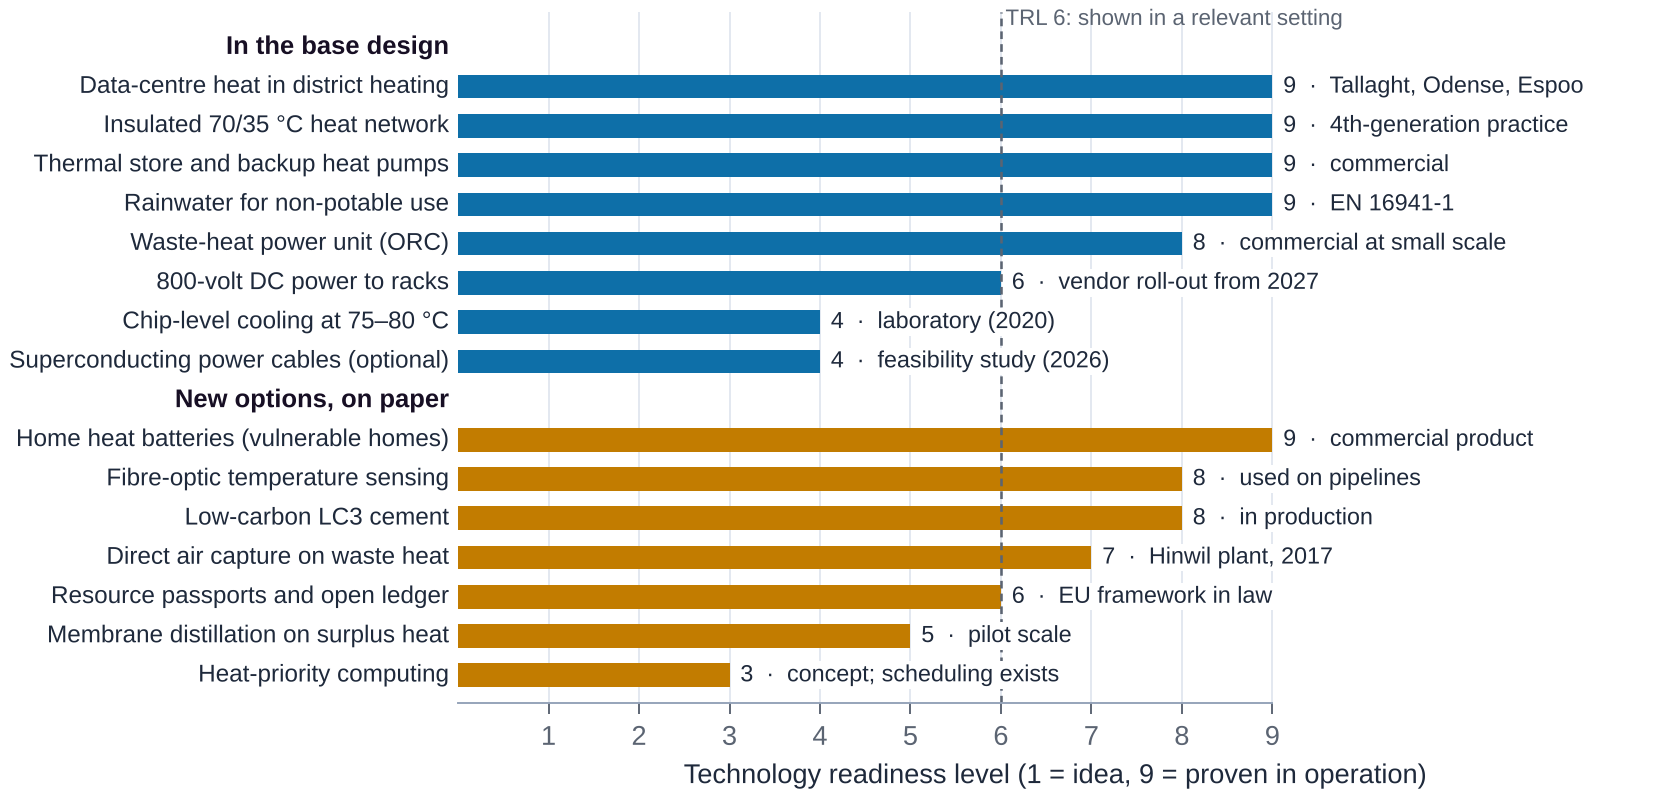 TRL 6: shown in a relevant setting
In the base design
Data-centre heat in district heating 9 · Tallaght, Odense, Espoo
Insulated 70/35 °C heat network 9 · 4th-generation practice
Thermal store and backup heat pumps 9 · commercial
Rainwater for non-potable use 9 · EN 16941-1
Waste-heat power unit (ORC) 8 · commercial at small scale
800-volt DC power to racks 6 · vendor roll-out from 2027
Chip-level cooling at 75–80 °C 4 · laboratory (2020)
Superconducting power cables (optional) 4 · feasibility study (2026)
New options, on paper
Home heat batteries (vulnerable homes) 9 · commercial product
Fibre-optic temperature sensing 8 · used on pipelines
Low-carbon LC3 cement 8 · in production
Direct air capture on waste heat 7 · Hinwil plant, 2017
Resource passports and open ledger 6 · EU framework in law
Membrane distillation on surplus heat 5 · pilot scale
Heat-priority computing 3 · concept; scheduling exists
1 2 3 4 5 6 7 8 9
Technology readiness level (1 = idea, 9 = proven in operation)